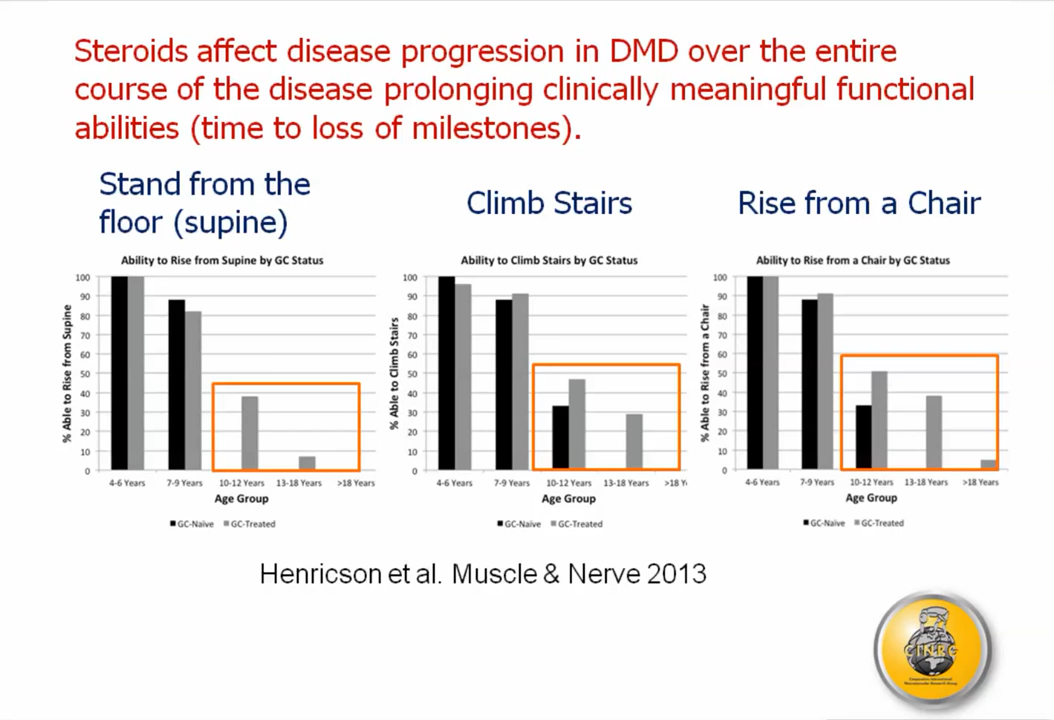 Steroids affect disease progression in DMD over the entire
course of the disease prolonging clinically meaningful functional
abilities (time to loss of milestones).
Stand from the
floor (supine)
Climb Stairs
Rise from a Chair
Ability to Rise from Supine by GC Status
% Able to Rise from Supine
100
90
80
70
60
50
40
30
20
10
0
4-6 Years 7-9 Years 10-12 Years 13-18 Years >18 Years
Age Group
GC-Naive GC-Treated
Ability to Climb Stairs by GC Status
% Able to Climb Stairs
100
90
80
70
60
50
40
30
20
10
0
4-6 Years 7-9 Years 10-12 Years 13-18 Years >18 Y
Age Group
GC-Naive GC-Treated
Ability to Rise from a Chair by GC Status
% Able to Rise from a Chair
100
90
80
70
60
50
40
30
20
10
0
4-6 Years 7-9 Years 10-12 Years 13-18 Years >18 Years
Age Group
GC-Naive GC-Treated
Henricson et al. Muscle & Nerve 2013
CINRG